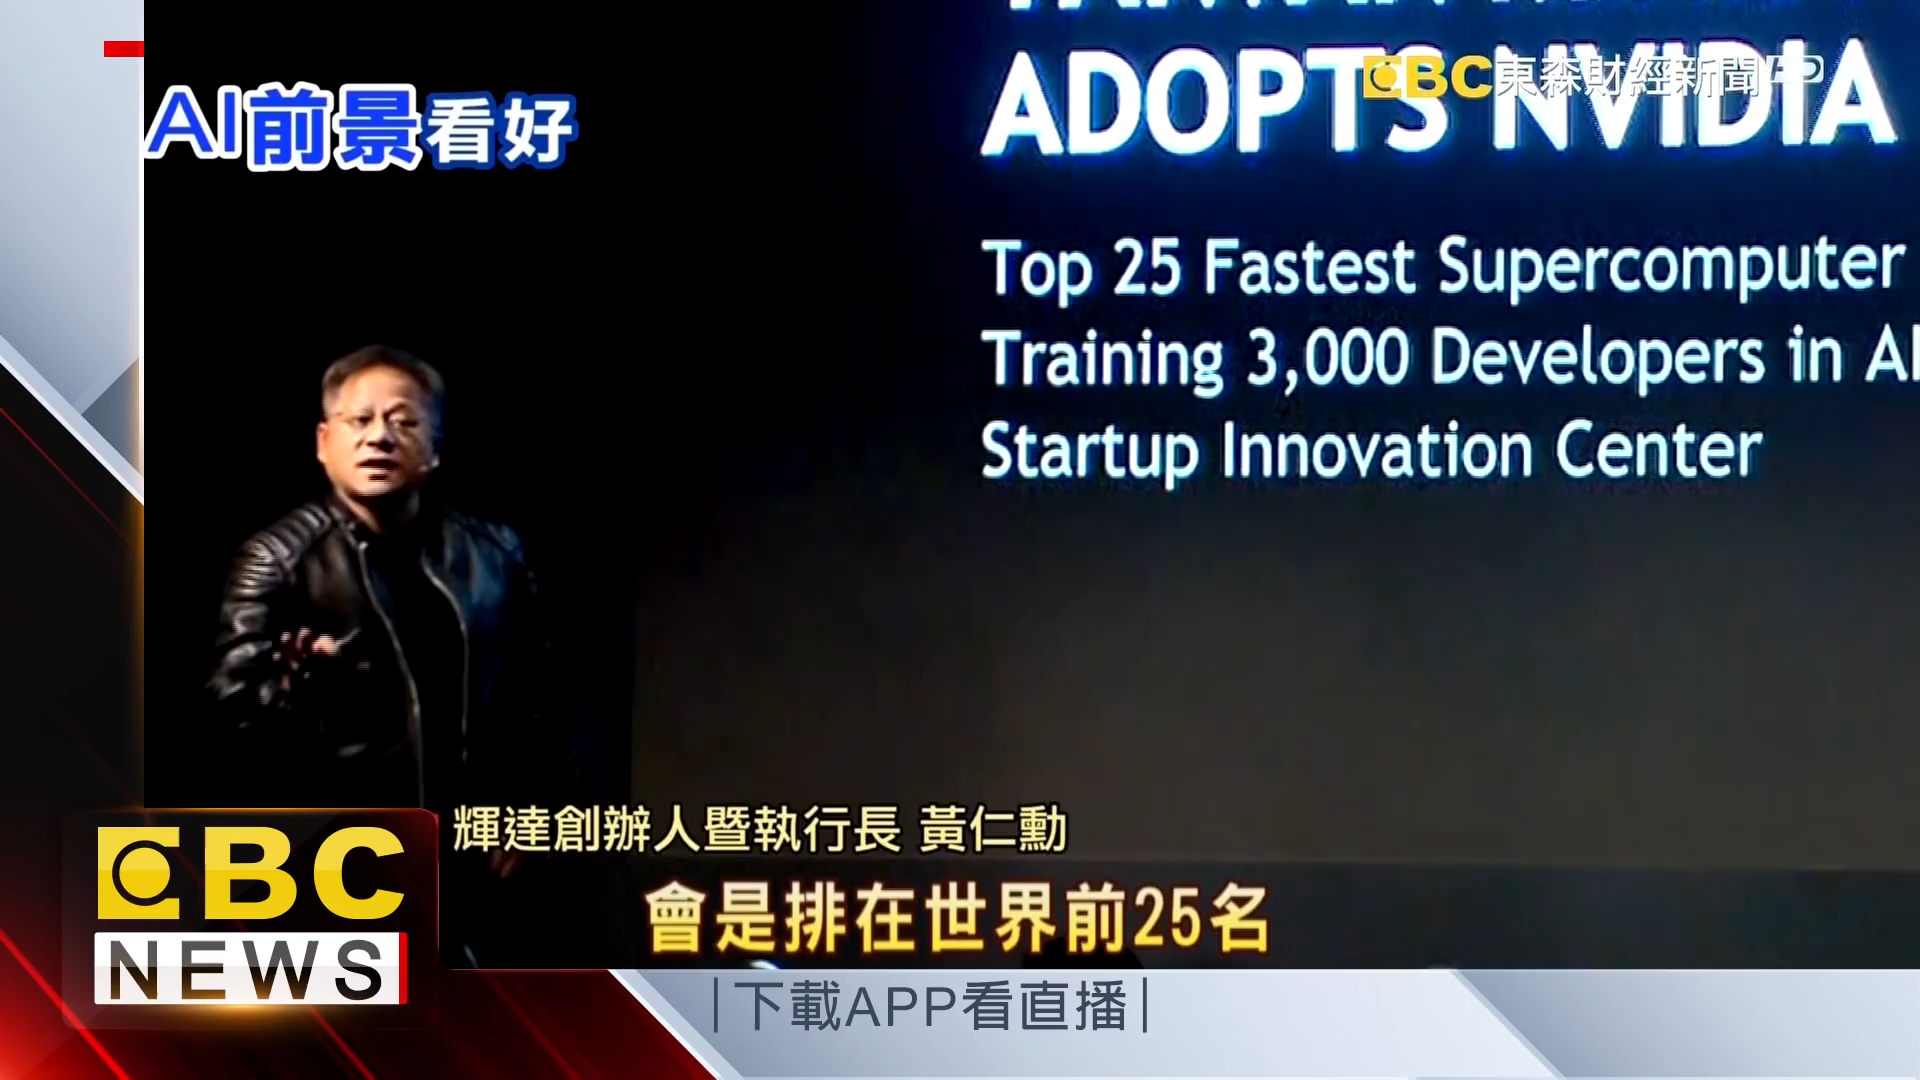 ADOPTS NVIDIA
EBC東森財經新聞HD
AI前景看好
Top 25 Fastest Supercomputer
Training 3,000 Developers in AI
Startup Innovation Center
輝達創辦人暨執行長 黃仁勳
會是排在世界前25名
EBC
NEWS
|下載APP看直播|